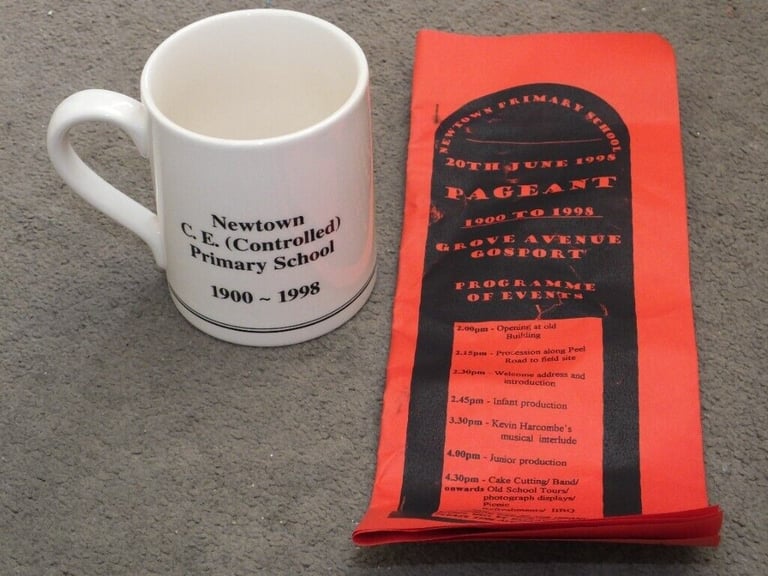 Newtown
C. E. (Controlled)
Primary School
1900 ~ 1998
NEWTOWN PRIMARY SCHOOL
20TH JUNE 1998
PAGEANT
1900 TO 1998
GROVE AVENUE
GOSPORT
PROGRAMME
OF EVENTS
2.00pm - Opening at old
Building
2.15pm - Procession along Peel
Road to field site
2.30pm - Welcome address and
introduction
2.45pm - Infant production
3.30pm - Kevin Harcombe's
musical interlude
4.00pm - Junior production
4.30pm - Cake Cutting/ Band/
onwards Old School Tours/
photograph displays/
Picnic
refreshments/ BBQ